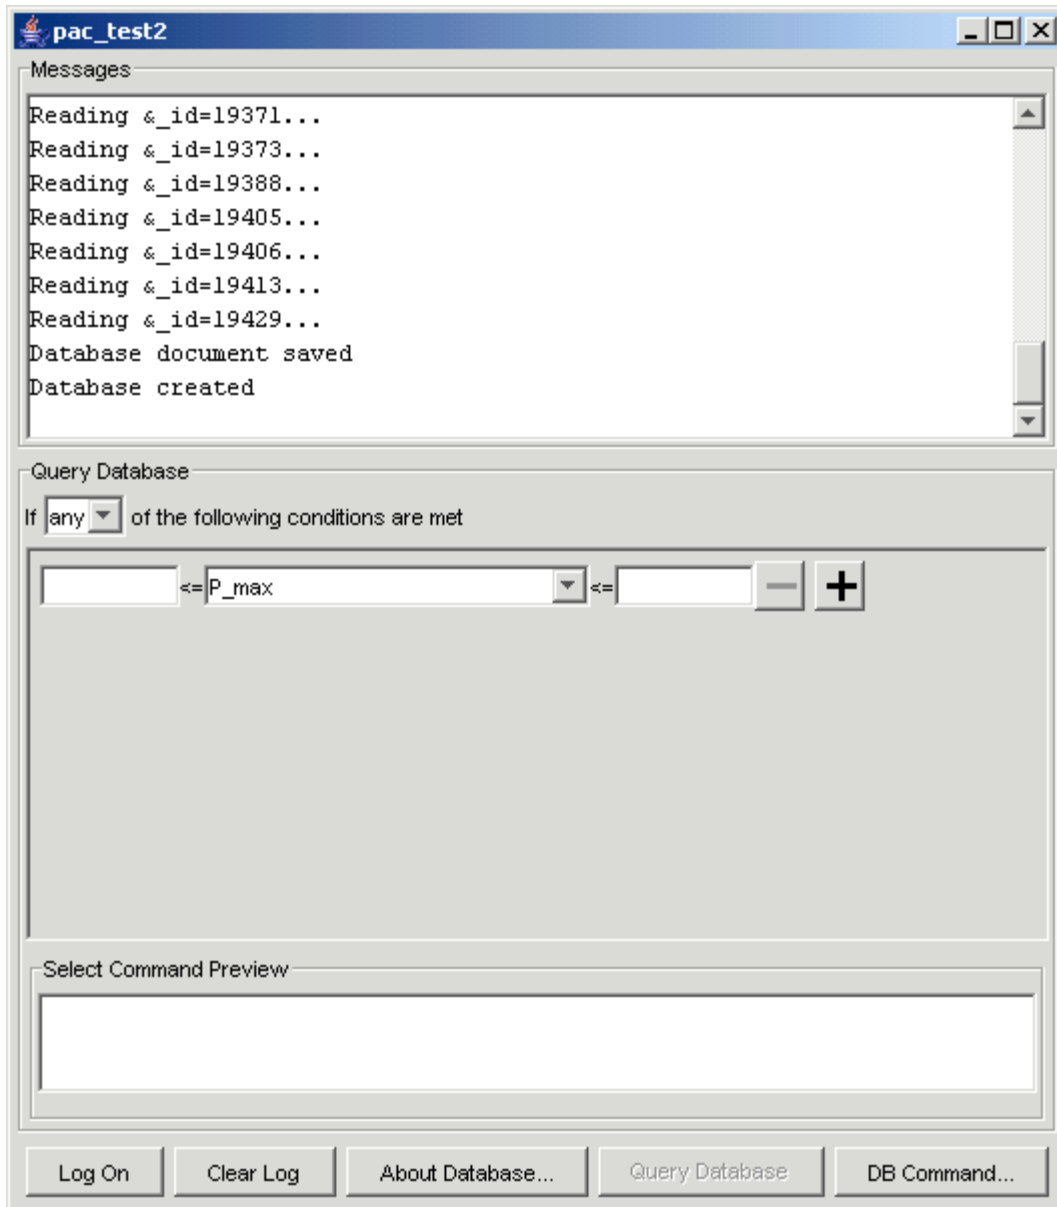 pac_test2
Messages
Reading &_id=19371...
Reading &_id=19373...
Reading &_id=19388...
Reading &_id=19405...
Reading &_id=19406...
Reading &_id=19413...
Reading &_id=19429...
Database document saved
Database created
Query Database
If any of the following conditions are met
<= P_max <=
Select Command Preview
Log On Clear Log About Database... Query Database DB Command...